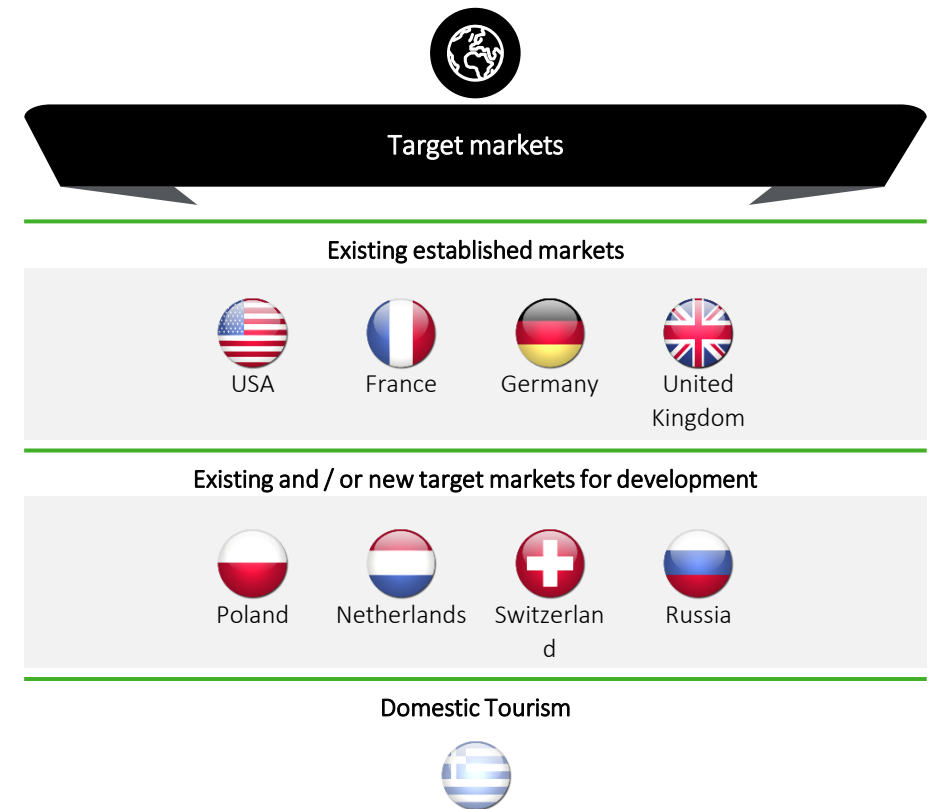 Target markets
Existing established markets
USA
France
Germany
United
Kingdom
Existing and / or new target markets for development
Poland
Netherlands
Switzerlan
d
Russia
Domestic Tourism